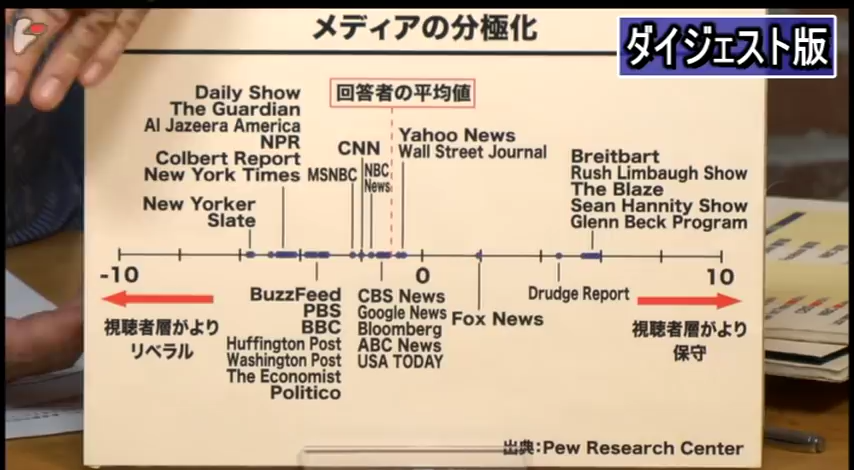 メディアの分極化
ダイジェスト版
回答者の平均値
Daily Show
The Guardian
Al Jazeera America
NPR
Colbert Report
New York Times
New Yorker
Slate
MSNBC
CNN
NBC
News
Yahoo News
Wall Street Journal
Breitbart
Rush Limbaugh Show
The Blaze
Sean Hannity Show
Glenn Beck Program
-10
0
10
BuzzFeed
PBS
BBC
Huffington Post
Washington Post
The Economist
Politico
CBS News
Google News
Bloomberg
ABC News
USA TODAY
Fox News
Drudge Report
視聴者層がより
リベラル
視聴者層がより
保守
出典:Pew Research Center